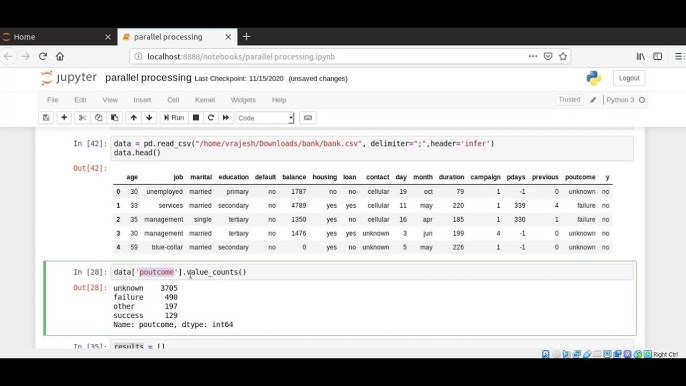 parallel processing
localhost:8888/notebooks/parallel processing.ipynb
jupyter parallel processing Last Checkpoint: 11/15/2020 (unsaved changes) Logout
File Edit View Insert Cell Kernel Widgets Help Trusted Python 3
Run Code
In [42]: data = pd.read_csv("/home/vrajesh/Downloads/bank/bank.csv", delimiter=";",header='infer')
data.head()
Out[42]:
age job marital education default balance housing loan contact day month duration campaign pdays previous poutcome y
0 30 unemployed married primary no 1787 no no cellular 19 oct 79 1 -1 0 unknown no
1 33 services married secondary no 4789 yes yes cellular 11 may 220 1 339 4 failure no
2 35 management single tertiary no 1350 yes no cellular 16 apr 185 1 330 1 failure no
3 30 management married tertiary no 1476 yes yes unknown 3 jun 199 4 -1 0 unknown no
4 59 blue-collar married secondary no 0 yes no unknown 5 may 226 1 -1 0 unknown no
In [28]: data['poutcome'].value_counts()
Out[28]: unknown 3705
failure 490
other 197
success 129
Name: poutcome, dtype: int64
In [35]: results = []
Right Ctrl